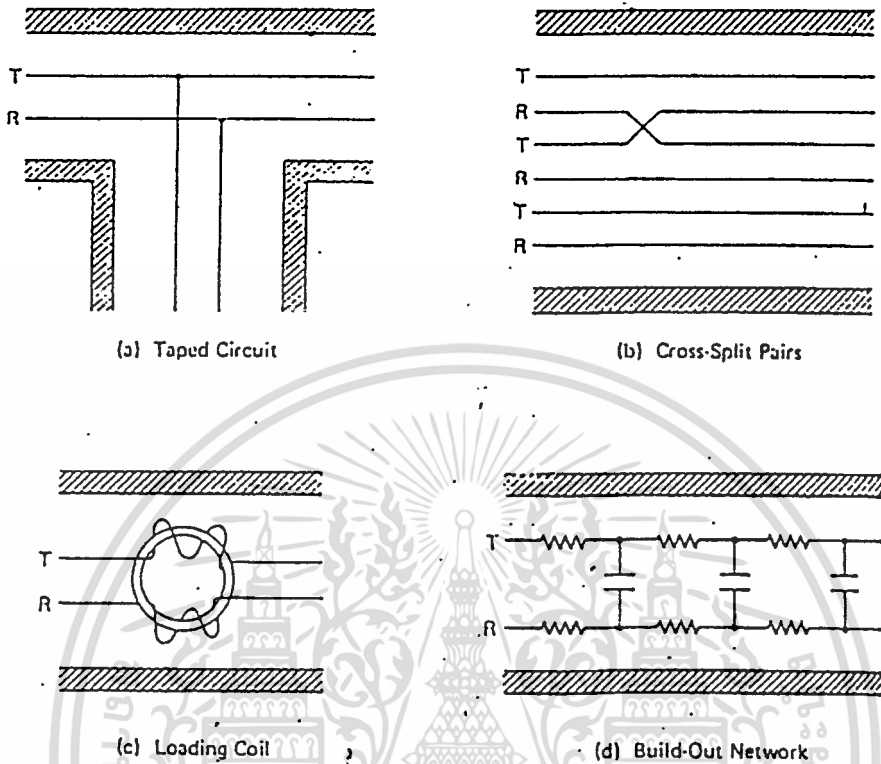 T
R
(a) Taped Circuit
T
R
T
R
T
R
(b) Cross-Split Pairs
T
R
(c) Loading Coil
T
R
(d) Build-Out Network